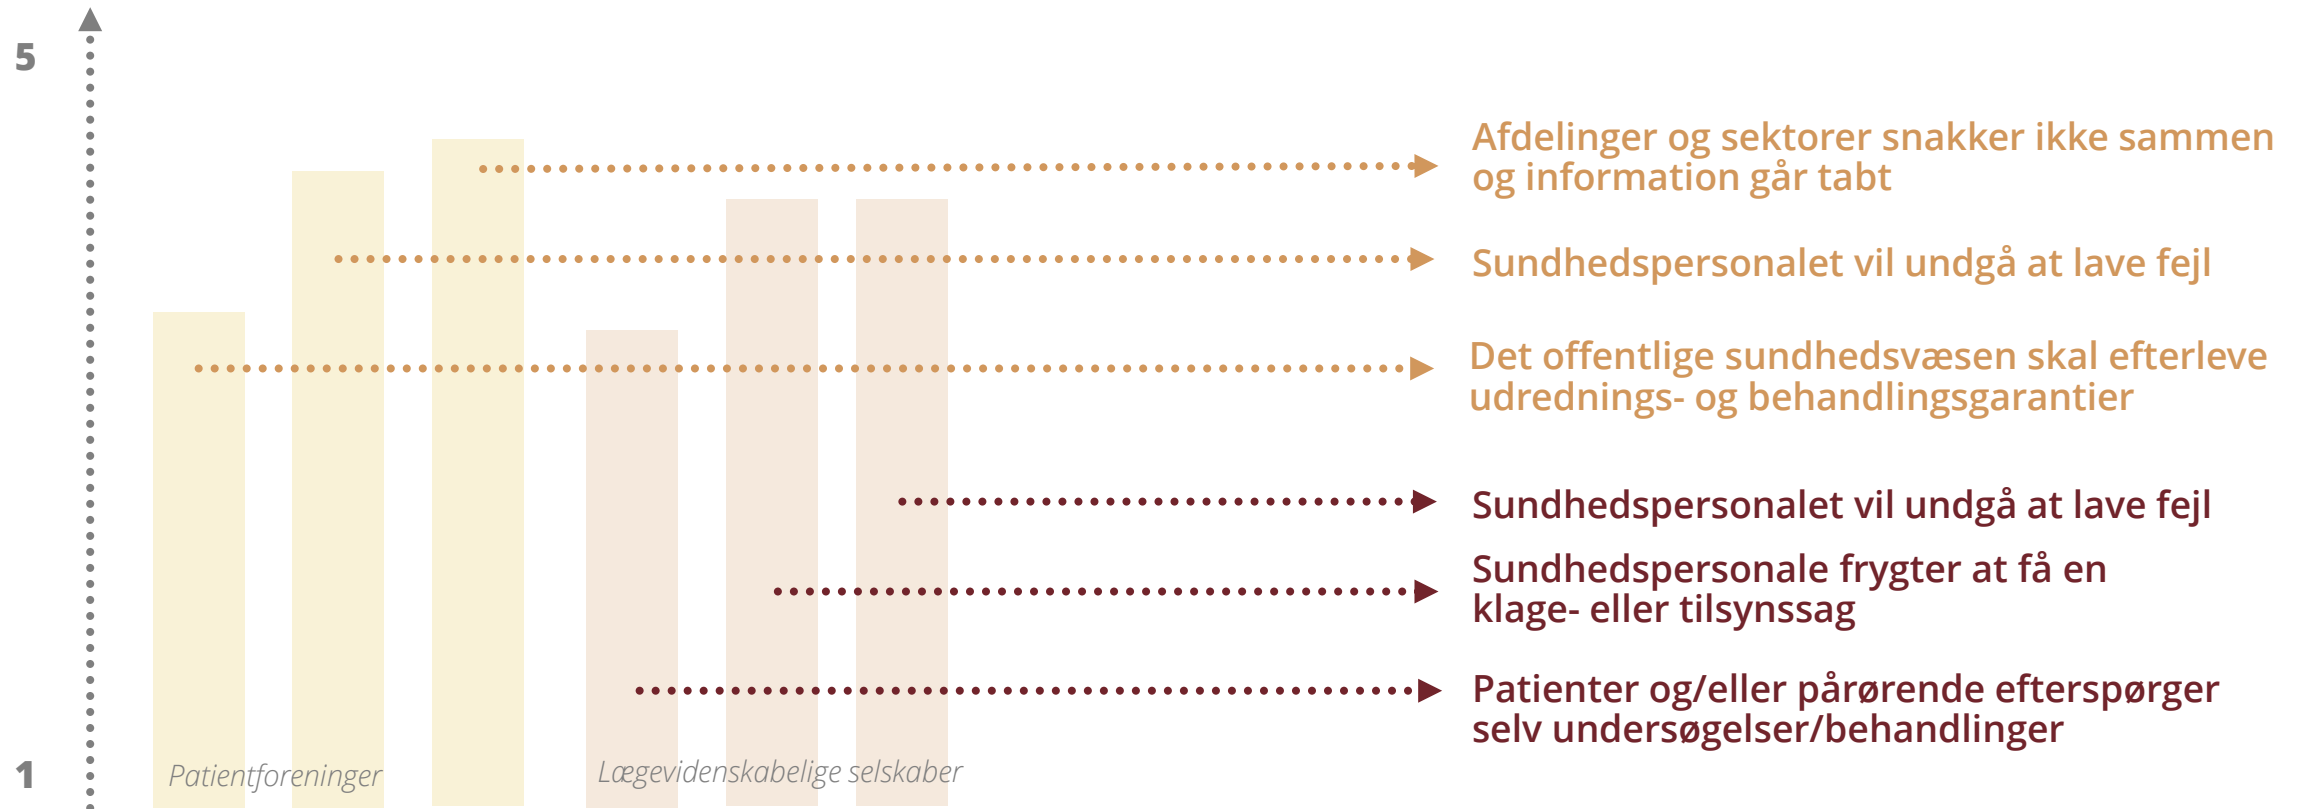 5
Afdelinger og sektorer snakker ikke sammen
og information går tabt
Sundhedspersonalet vil undgå at lave fejl
Det offentlige sundhedsvæsen skal efterleve
udrednings- og behandlingsgarantier
Sundhedspersonalet vil undgå at lave fejl
Sundhedspersonale frygter at få en
klage- eller tilsynssag
Patienter og/eller pårørende efterspørger
selv undersøgelser/behandlinger
1
Patientforeninger
Lægevidenskabelige selskaber